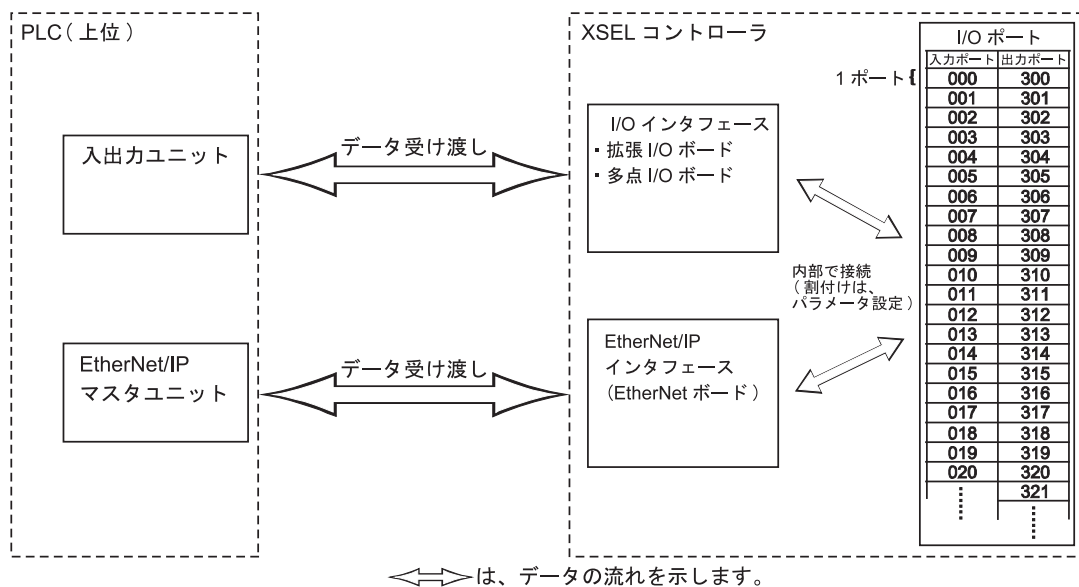 PLC(上位)
入出力ユニット
EtherNet/IP
マスタユニット
データ受け渡し
データ受け渡し
XSEL コントローラ
I/O インタフェース
・拡張 I/O ボード
・多点 I/O ボード
EtherNet/IP
インタフェース
(EtherNet ボード)
内部で接続
(割付けは、
パラメータ設定)
1 ポート{
I/O ポート
入力ポート 出力ポート
000 300
001 301
002 302
003 303
004 304
005 305
006 306
007 307
008 308
009 309
010 310
011 311
012 312
013 313
014 314
015 315
016 316
017 317
018 318
019 319
020 320
321
は、データの流れを示します。